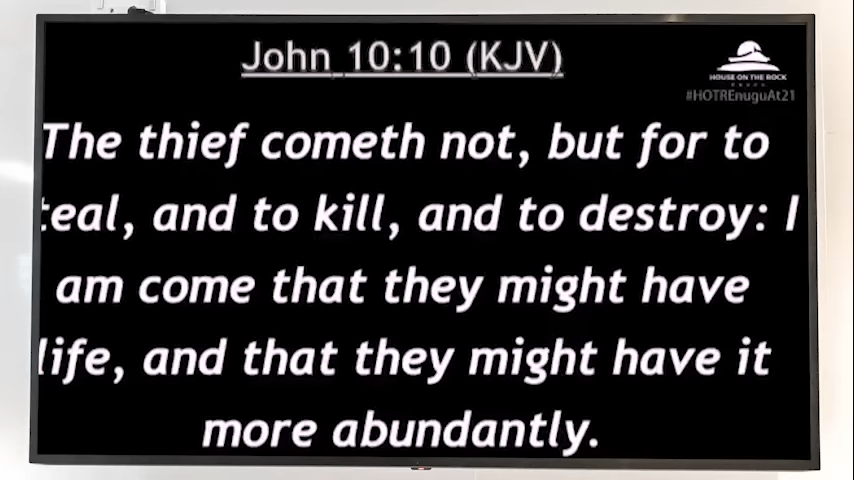 John 10:10 (KJV)
HOUSE ON THE ROCK
#HOTREnuguAt21
The thief cometh not, but for to
teal, and to kill, and to destroy: I
am come that they might have
life, and that they might have it
more abundantly.